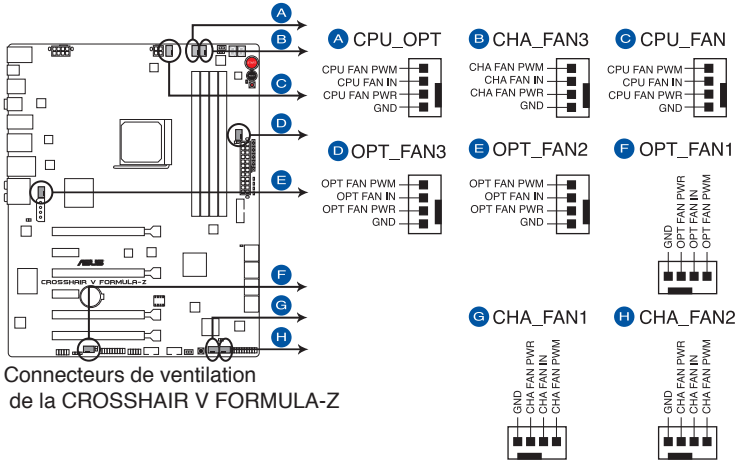 A
B
C
D
E
F
G
H
ASUS
CROSSHAIR V FORMULA-Z
A CPU_OPT
CPU FAN PWM
CPU FAN IN
CPU FAN PWR
GND
B CHA_FAN3
CHA FAN PWM
CHA FAN IN
CHA FAN PWR
GND
C CPU_FAN
CPU FAN PWM
CPU FAN IN
CPU FAN PWR
GND
D OPT_FAN3
OPT FAN PWM
OPT FAN IN
OPT FAN PWR
GND
E OPT_FAN2
OPT FAN PWM
OPT FAN IN
OPT FAN PWR
GND
F OPT_FAN1
GND
OPT FAN PWR
OPT FAN IN
OPT FAN PWM
G CHA_FAN1
GND
CHA FAN PWR
CHA FAN IN
CHA FAN PWM
H CHA_FAN2
GND
CHA FAN PWR
CHA FAN IN
CHA FAN PWM
Connecteurs de ventilation
de la CROSSHAIR V FORMULA-Z